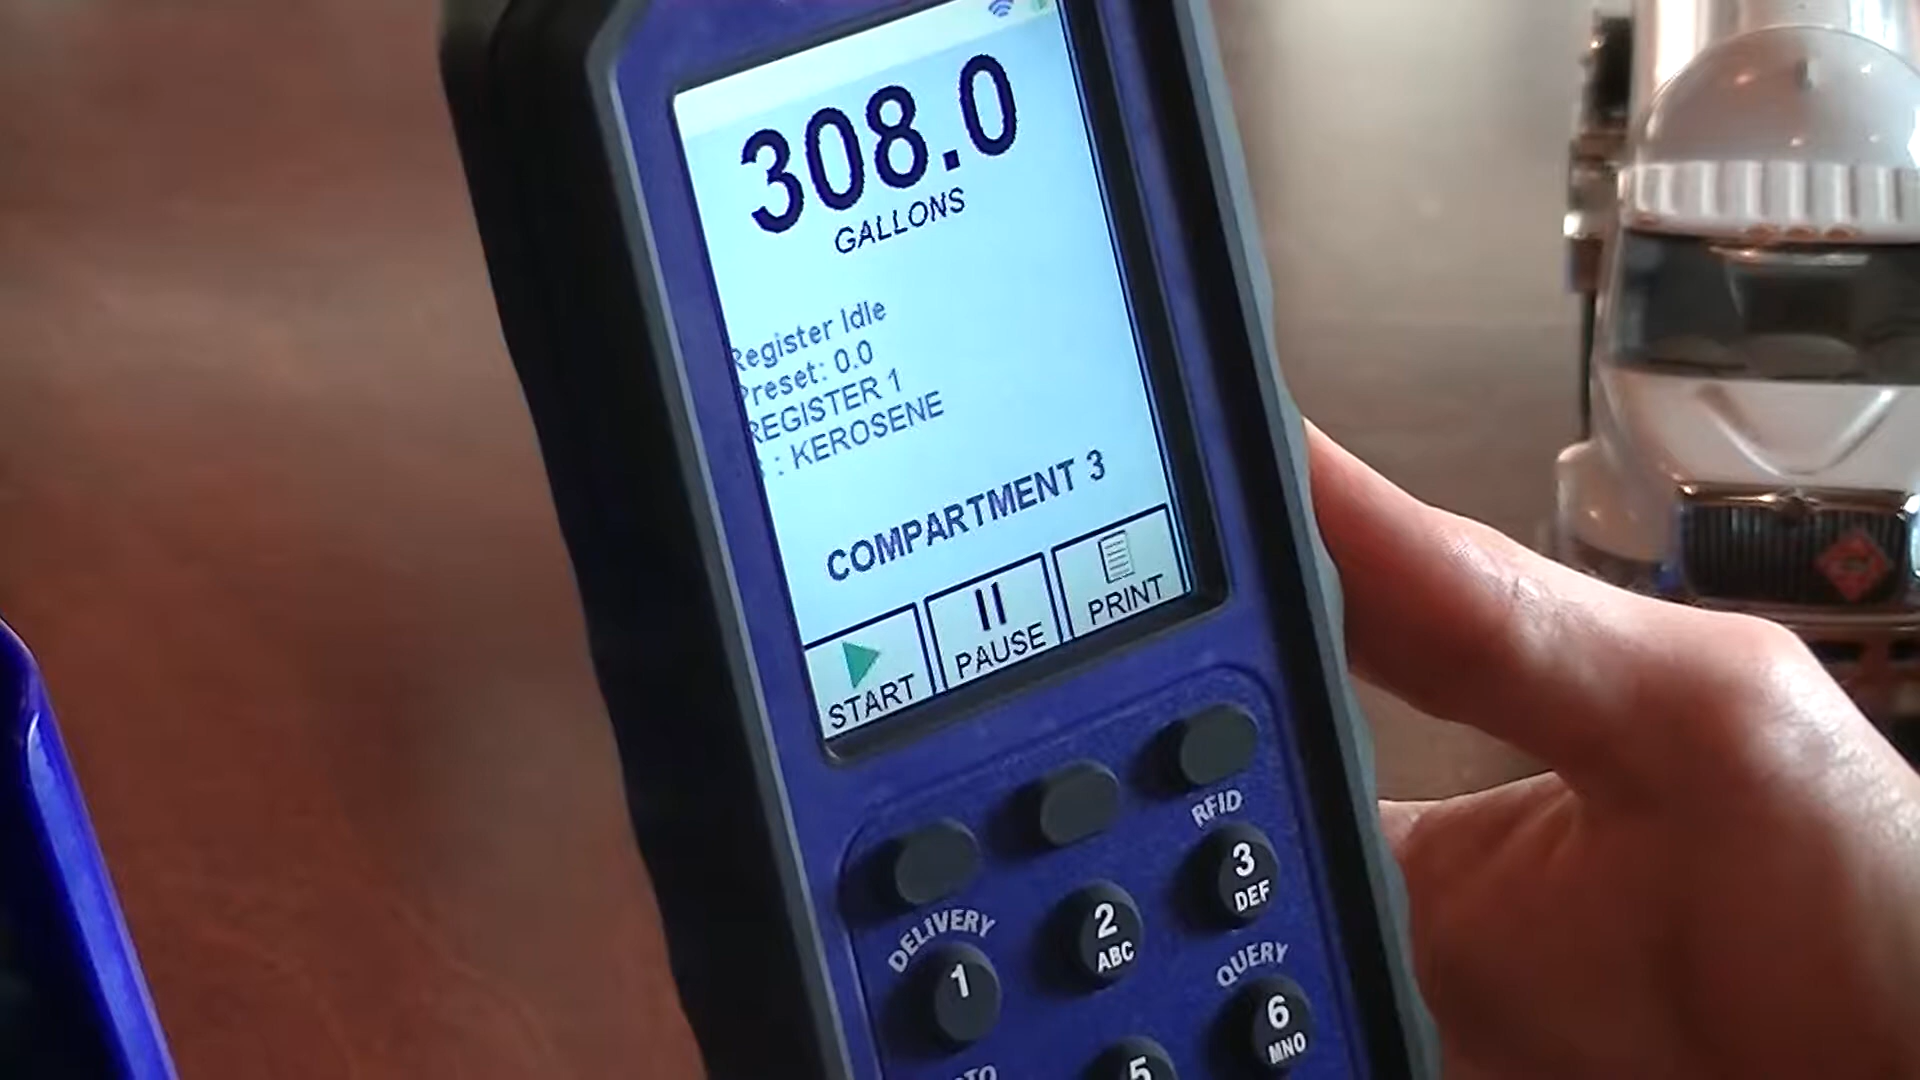 308.0
GALLONS
Register Idle
Preset: 0.0
REGISTER 1
: KEROSENE
COMPARTMENT 3
START
PAUSE
PRINT
RFID
DELIVERY
1
2
ABC
3
DEF
QUERY
5
6
MNO